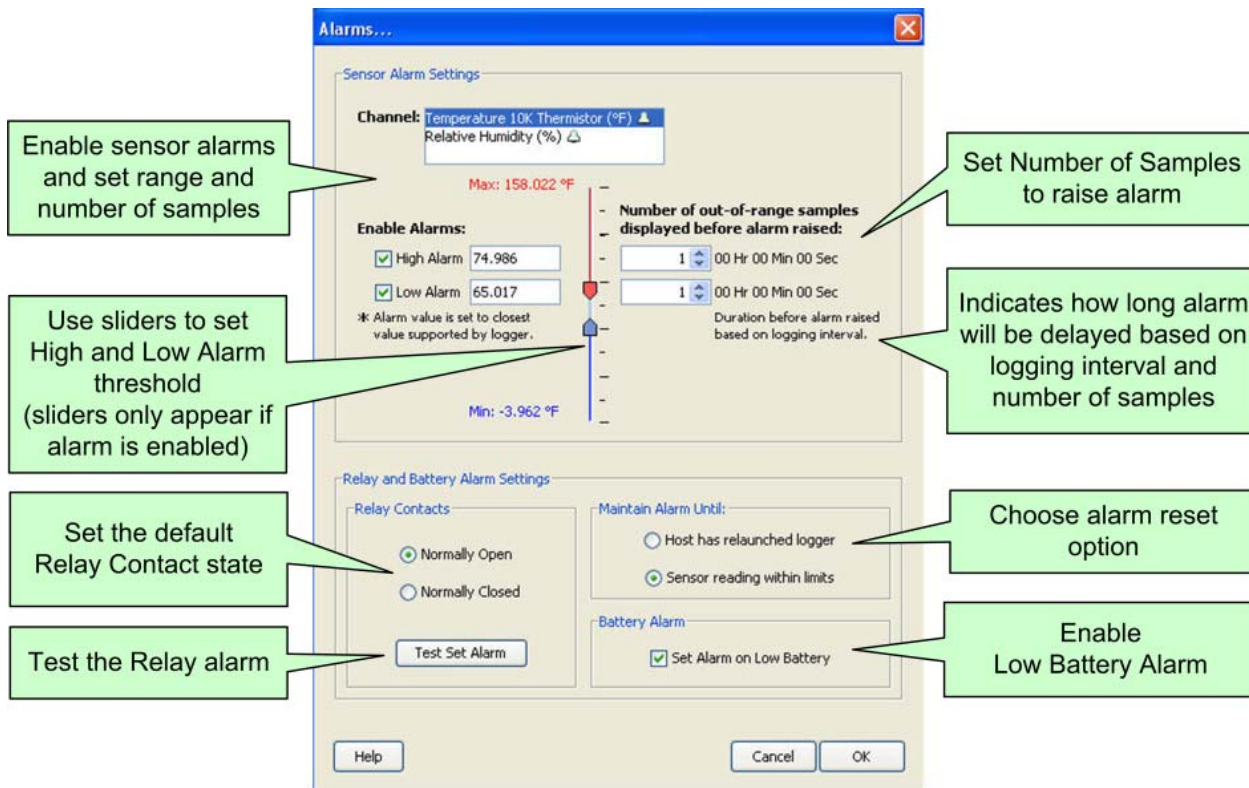 Alarms...
Sensor Alarm Settings
Channel: Temperature 10K Thermistor (°F)
Relative Humidity (%)
Max: 158.022 °F
Enable Alarms:
Number of out-of-range samples
displayed before alarm raised:
High Alarm 74.986
1 00 Hr 00 Min 00 Sec
Low Alarm 65.017
1 00 Hr 00 Min 00 Sec
* Alarm value is set to closest
value supported by logger.
Duration before alarm raised
based on logging interval.
Min: -3.962 °F
Relay and Battery Alarm Settings
Relay Contacts
Normally Open
Normally Closed
Test Set Alarm
Maintain Alarm Until:
Host has relaunched logger
Sensor reading within limits
Battery Alarm
Set Alarm on Low Battery
Help
Cancel
OK
Enable sensor alarms
and set range and
number of samples
Use sliders to set
High and Low Alarm
threshold
(sliders only appear if
alarm is enabled)
Set the default
Relay Contact state
Test the Relay alarm
Set Number of Samples
to raise alarm
Indicates how long alarm
will be delayed based on
logging interval and
number of samples
Choose alarm reset
option
Enable
Low Battery Alarm